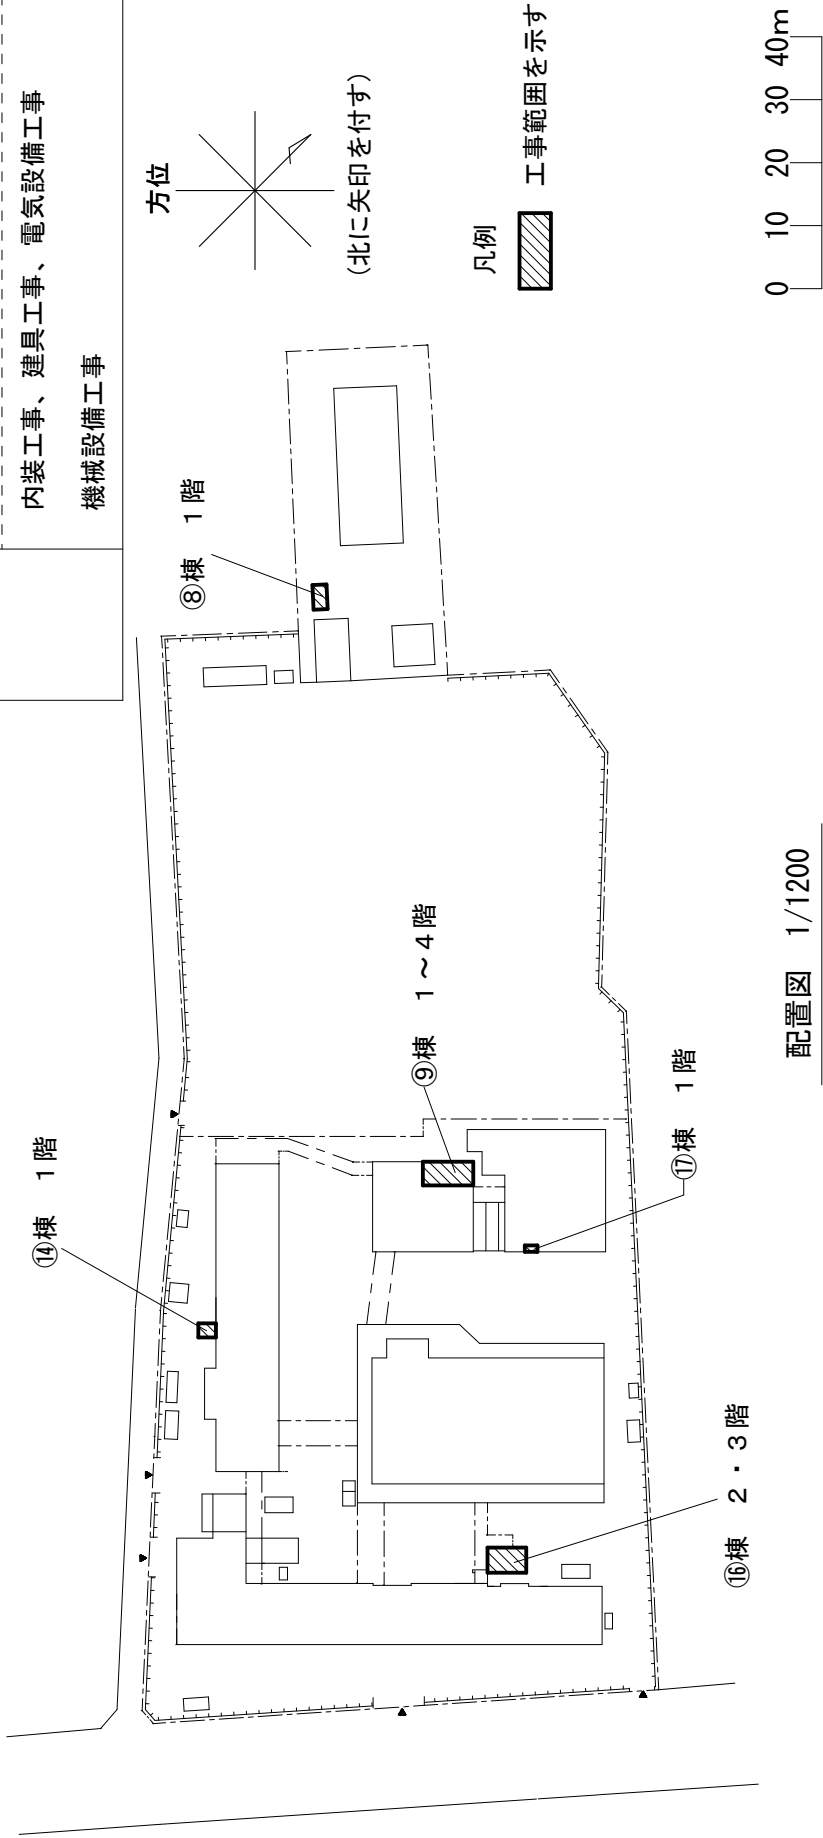 内装工事、建具工事、電気設備工事
機械設備工事
方位
(北に矢印を付す)
凡例
工事範囲を示す
⑧棟　1階
⑭棟　1階
⑨棟　1～4階
⑰棟　1階
⑯棟　2・3階
配置図　1/1200
0 10 20 30 40m